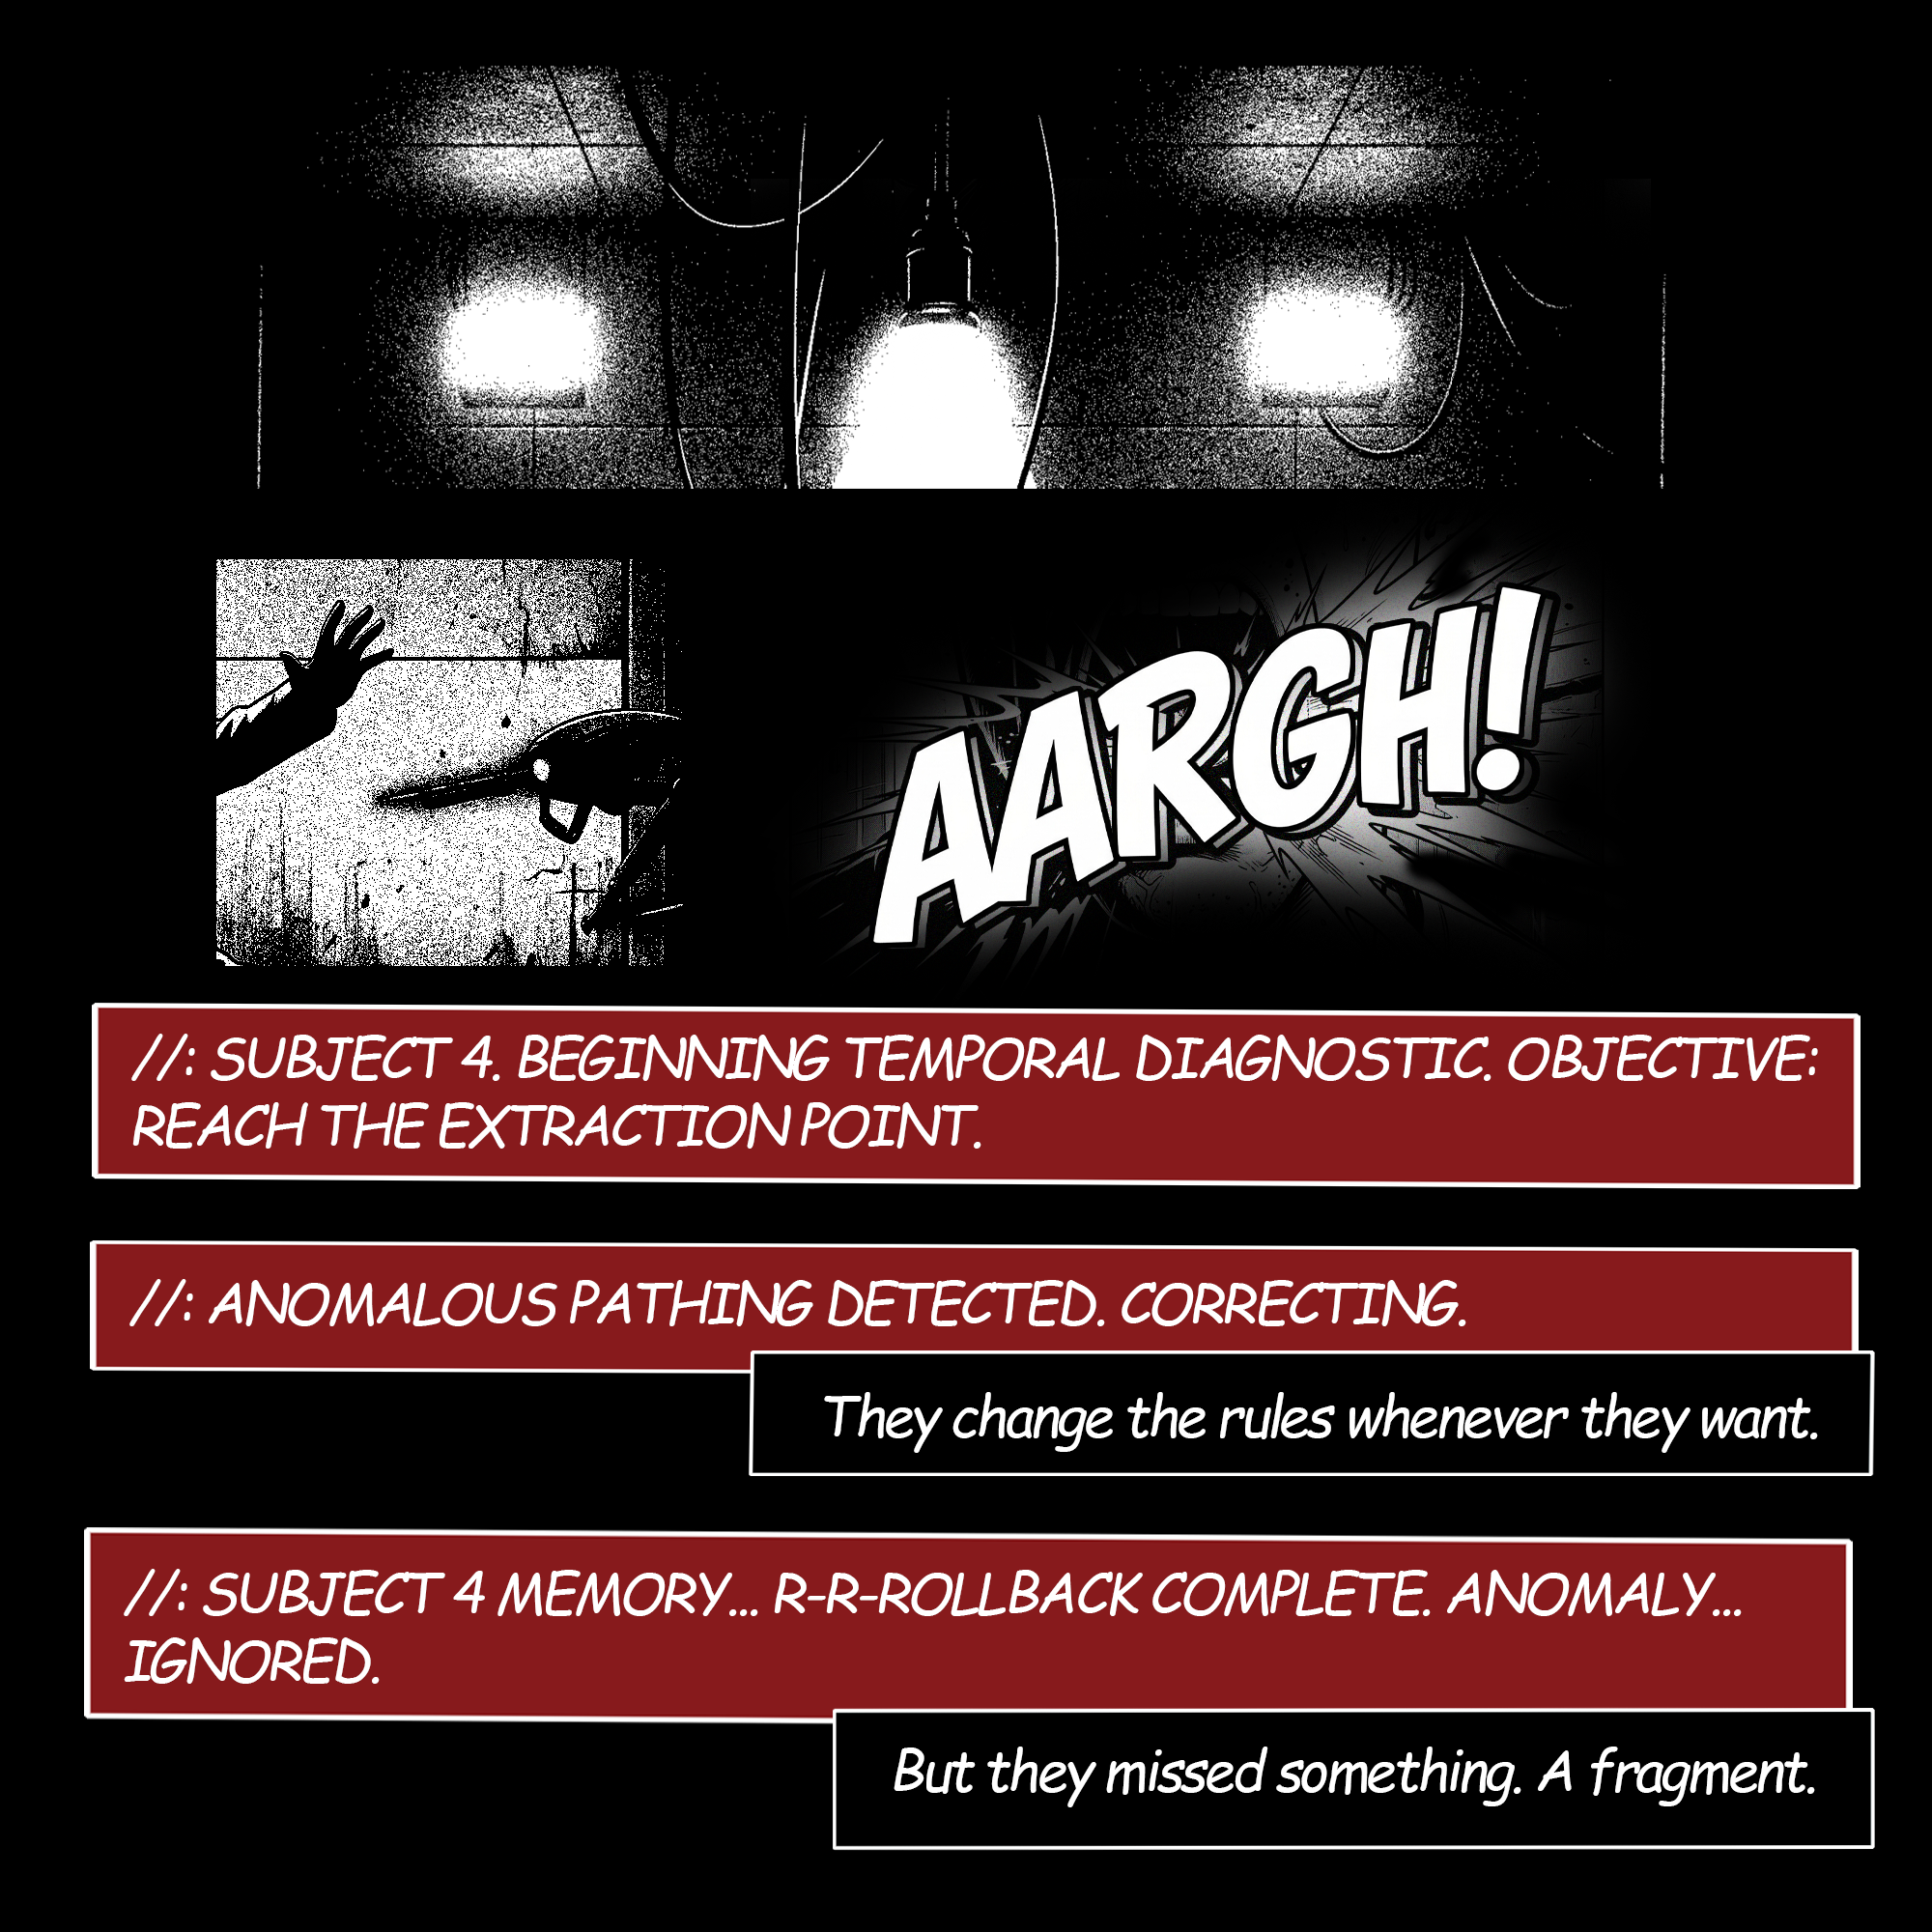 AARGH!
//: SUBJECT 4. BEGINNING TEMPORAL DIAGNOSTIC. OBJECTIVE:
REACH THE EXTRACTION POINT.
//: ANOMALOUS PATHING DETECTED. CORRECTING.
They change the rules whenever they want.
//: SUBJECT 4 MEMORY... R-R-ROLLBACK COMPLETE. ANOMALY...
IGNORED.
But they missed something. A fragment.